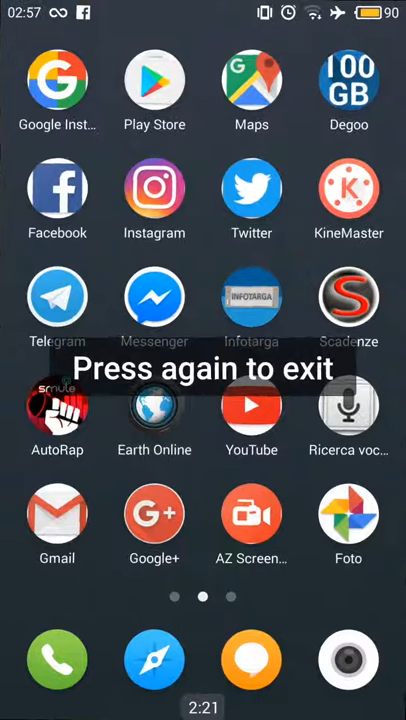 02:57
90
Google Inst...
Play Store
Maps
100
GB
Degoo
Facebook
Instagram
Twitter
KineMaster
INFOTARGA
Telegram
Messenger
Infotarga
Scadenze
Press again to exit
smule
AutoRap
Earth Online
YouTube
Ricerca voc...
Gmail
Google+
AZ Screen...
Foto
2:21